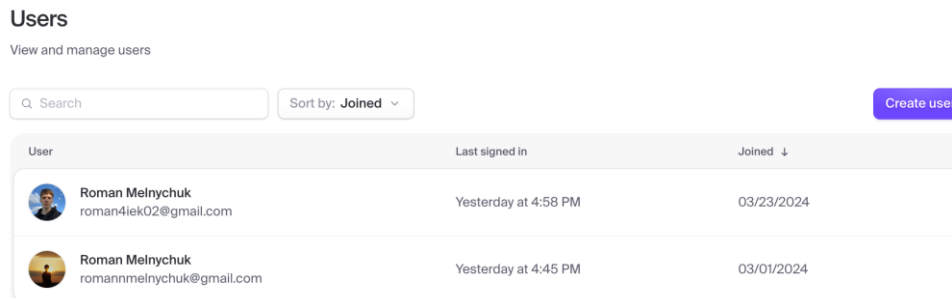 Users
View and manage users
Search
Sort by: Joined
Create use
User Last signed in Joined ↓
Roman Melnychuk
roman4iek02@gmail.com
Yesterday at 4:58 PM 03/23/2024
Roman Melnychuk
romannmelnychuk@gmail.com
Yesterday at 4:45 PM 03/01/2024